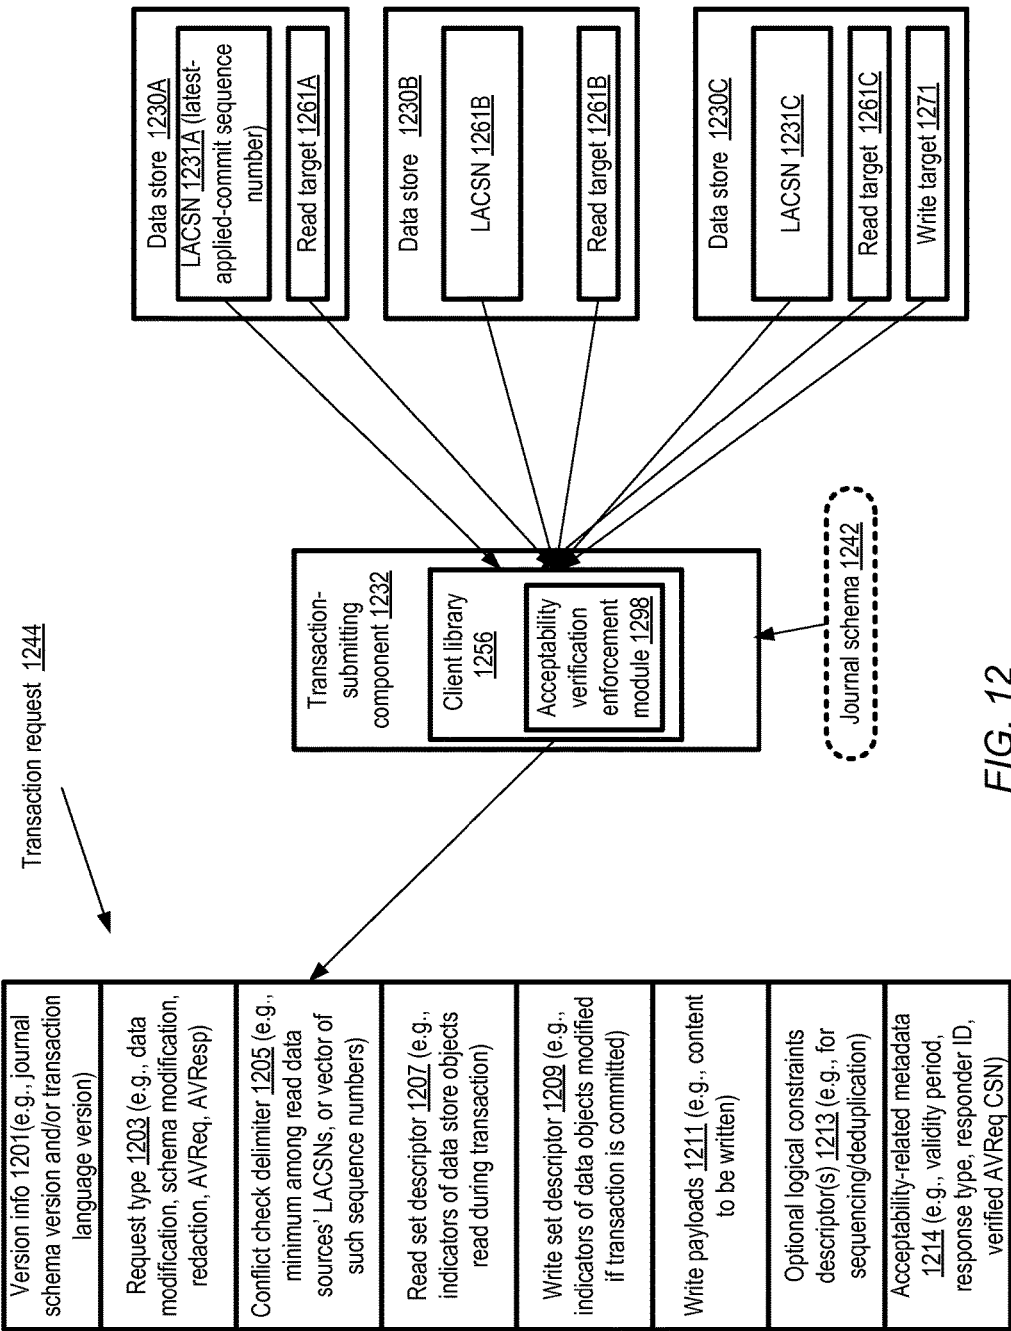 Transaction request 1244
Version info 1201(e.g., journal
schema version and/or transaction
language version)
Request type 1203 (e.g., data
modification, schema modification,
redaction, AVReq, AVResp)
Conflict check delimiter 1205 (e.g.,
minimum among read data
sources’ LACSNs, or vector of
such sequence numbers)
Read set descriptor 1207 (e.g.,
indicators of data store objects
read during transaction)
Write set descriptor 1209 (e.g.,
indicators of data objects modified
if transaction is committed)
Write payloads 1211 (e.g., content
to be written)
Optional logical constraints
descriptor(s) 1213 (e.g., for
sequencing/deduplication)
Acceptability-related metadata
1214 (e.g., validity period,
response type, responder ID,
verified AVReq CSN)
Transaction-
submitting
component 1232
Client library
1256
Acceptability
verification
enforcement
module 1298
Journal schema 1242
Data store 1230A
LACSN 1231A (latest-
applied-commit sequence
number)
Read target 1261A
Data store 1230B
LACSN 1261B
Read target 1261B
Data store 1230C
LACSN 1231C
Read target 1261C
Write target 1271
FIG. 12